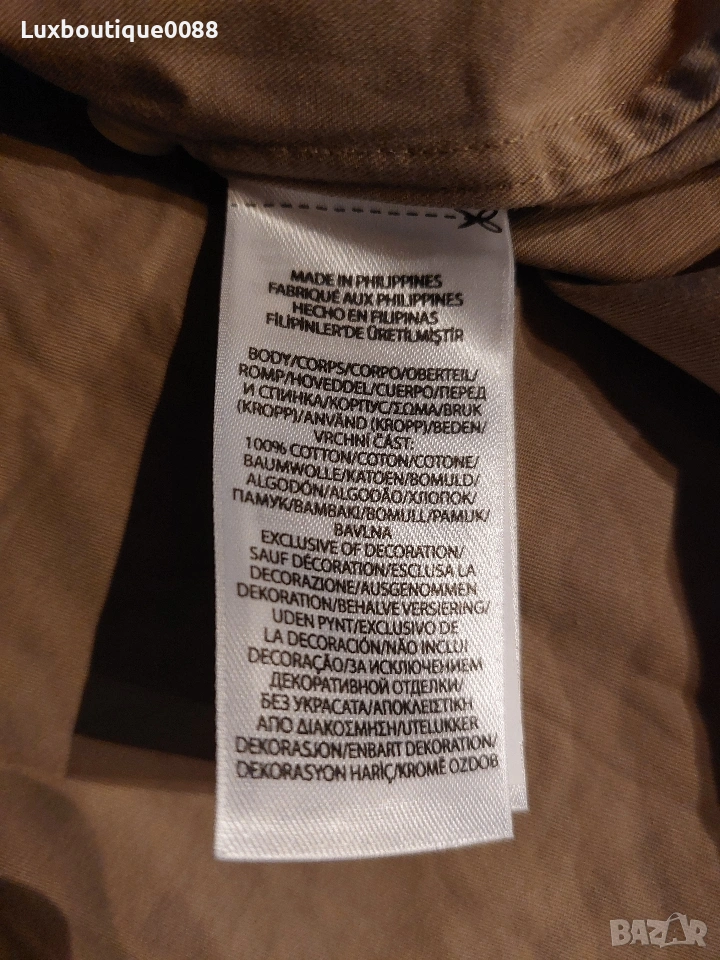 Luxboutique0088
MADE IN PHILIPPINES
FABRIQUÉ AUX PHILIPPINES
HECHO EN FILIPINAS
FİLİPİNLER'DE ÜRETİLMİŞTİR
BODY/CORPS/CORPO/OBERTEIL/
ROMP/HOVEDDEL/CUERPO/ПЕРЕД
И СПИНКА/КОРПУС/ΣΩΜΑ/BRUK
(KROPP)/ANVÄND (KROPP)/BEDEN/
VRCHNÍ ČÁST:
100% COTTON/COTON/COTONE/
BAUMWOLLE/KATOEN/BOMULD/
ALGODÓN/ALGODÃO/ХЛОПОК/
ПАМУК/BAMBAKI/BOMULL/PAMUK/
BAVLNA
EXCLUSIVE OF DECORATION/
SAUF DÉCORATION/ESCLUSA LA
DECORAZIONE/AUSGENOMMEN
DEKORATION/BEHALVE VERSIERING/
UDEN PYNT/EXCLUSIVO DE
LA DECORACIÓN/NÃO INCLUI
DECORAÇÃO/ЗА ИСКЛЮЧЕНИЕМ
ДЕКОРАТИВНОЙ ОТДЕЛКИ/
БЕЗ УКРАСАТА/ΑΠΟΚΛΕΙΣΤΙΚΗ
ΑΠΟ ΔΙΑΚΟΣΜΗΣΗ/UTELUKKER
DEKORASJON/ENBART DEKORATION/
DEKORASYON HARİÇ/KROMĚ OZDOB
BAZAR